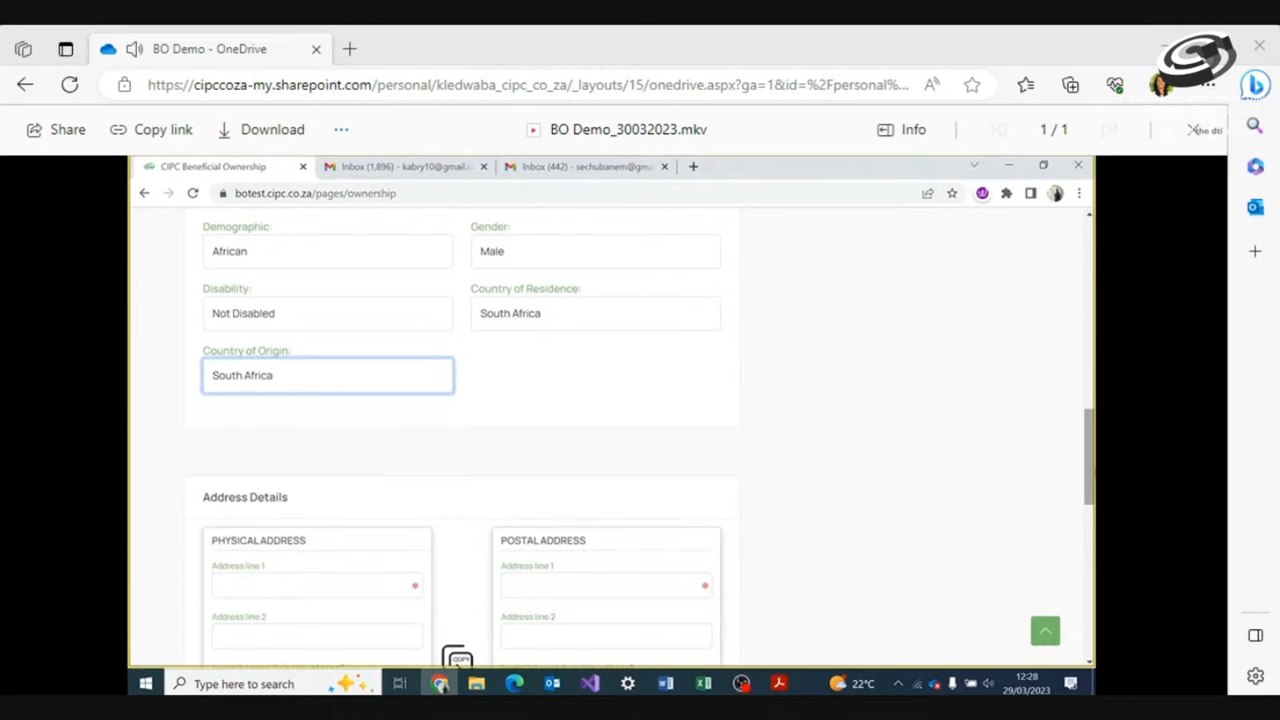 BO Demo - OneDrive
https://cipccoza-my.sharepoint.com/personal/kledwaba_cipc_co_za/_layouts/15/onedrive.aspx?ga=1&id=%2Fpersonal%...
Share
Copy link
Download
...
BO Demo_30032023.mkv
Info
1 / 1
the dti
CIPC Beneficial Ownership
Inbox (1,896) - kabry10@gmail.c
Inbox (442) - sechubanem@gma
botest.cipc.co.za/pages/ownership
Demographic:
Gender:
African
Male
Disability:
Country of Residence:
Not Disabled
South Africa
Country of Origin:
South Africa
Address Details
PHYSICAL ADDRESS
POSTAL ADDRESS
Address line 1
Address line 1
Address line 2
Address line 2
COPY
Type here to search
22°C
12:28
29/03/2023